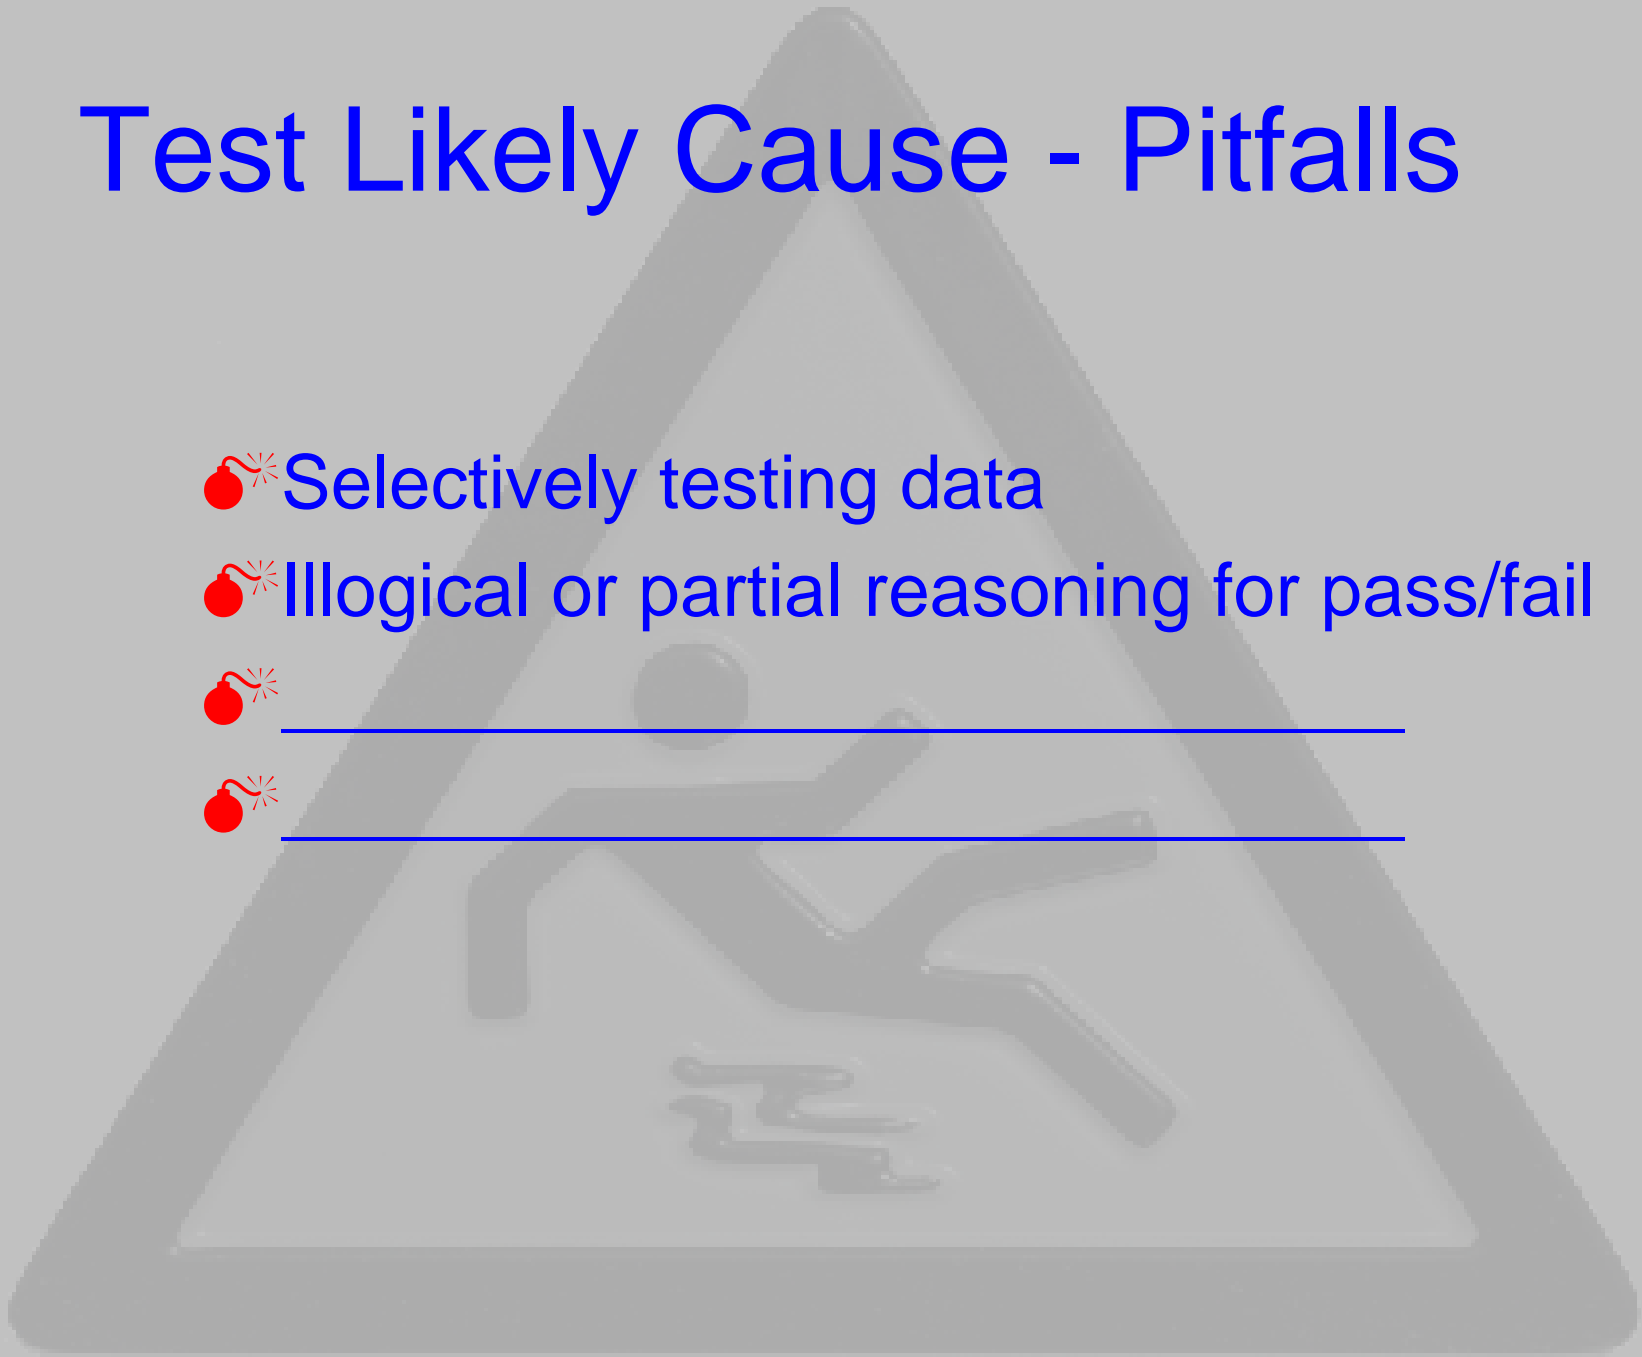 Test Likely Cause - Pitfalls
Selectively testing data
Illogical or partial reasoning for pass/fail